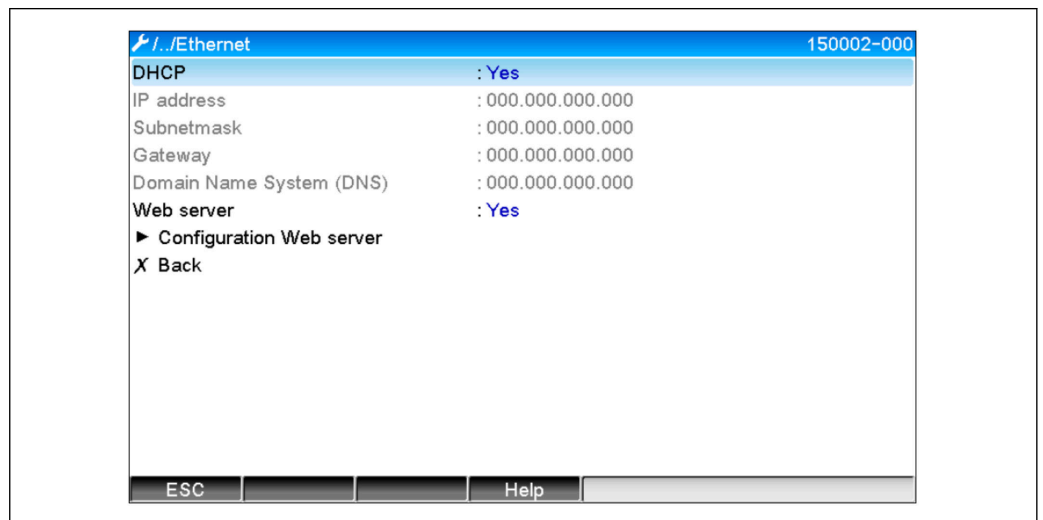 /../Ethernet 150002-000
DHCP : Yes
IP address : 000.000.000.000
Subnetmask : 000.000.000.000
Gateway : 000.000.000.000
Domain Name System (DNS) : 000.000.000.000
Web server : Yes
► Configuration Web server
X Back
ESC Help